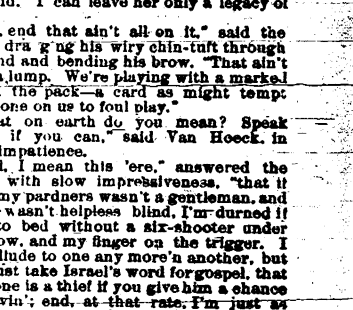 I can leave her only a legacy of
end that ain't all on it," said the
dra g'ng his wiry chin-tuft through
nd and bending his brow. "That ain't
lump. We're playing with a marked
the pack—a card as might tempt
one on us to foul play."
at on earth do you mean? Speak
if you can," said Van Hoeck, in
impatience.
I mean this 'ere," answered the
with slow impressiveness, "that if
my pardners wasn't a gentleman, and
wasn't helpless blind, I'm durned if
to bed without a six-shooter under
ow, and my finger on the trigger. I
llude to one any more'n another, but
ust take Israel's word for gospel, that
one is a thief if you give him a chance
vin'; end, at that rate, I'm just as